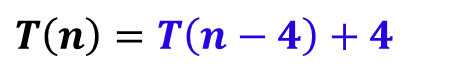 T(n) = T(n − 4) + 4